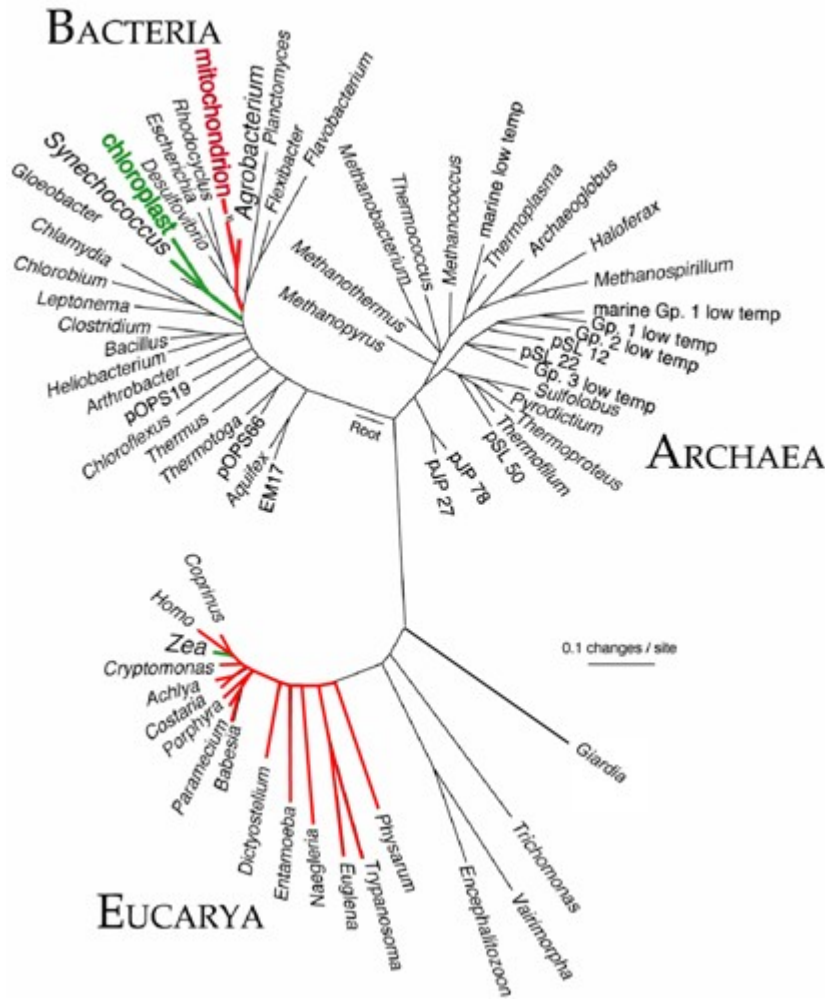 BACTERIA
mitochondrion
Agrobacterium
Planctomyces
Flexibacter
Flavobacterium
Rhodocyclus
Escherichia
Desulfovibrio
chloroplast
Synechococcus
Gloeobacter
Chlamydia
Chlorobium
Leptonema
Clostridium
Bacillus
Heliobacterium
Arthrobacter
pOPS19
Chloroflexus
Thermus
Thermotoga
pOPS66
Aquifex
EM17
Root
Methanopyrus
Methanothermus
Methanobacterium
Thermococcus
Methanococcus
marine low temp
Thermoplasma
Archaeoglobus
Haloferax
Methanospirillum
marine Gp. 1 low temp
Gp. 1 low temp
Gp. 2 low temp
pSL 12
pSL 22
Gp. 3 low temp
Sulfolobus
Pyrodictium
Thermoproteus
Thermofilum
pSL 50
pJP 78
pJP 27
ARCHAEA
Coprinus
Homo
Zea
Cryptomonas
Achlya
Costaria
Porphyra
Paramecium
Babesia
Dictyostelium
Entamoeba
Naegleria
Euglena
Trypanosoma
Physarum
Encephalitozoon
Vairimorpha
Trichomonas
Giardia
0.1 changes / site
EUCARYA